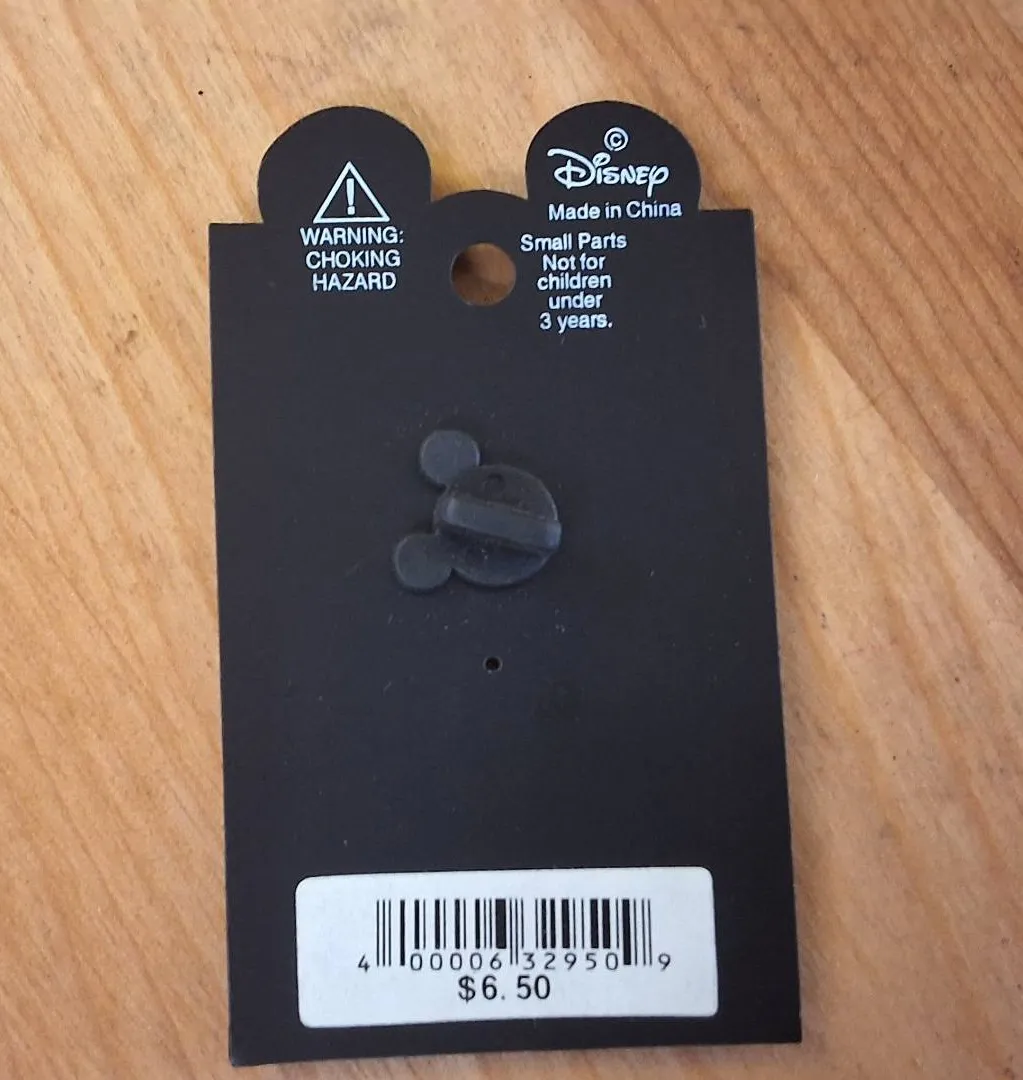 WARNING:
CHOKING
HAZARD
©
Disney
Made in China
Small Parts
Not for
children
under
3 years.
4 00006 32950 9
$6.50